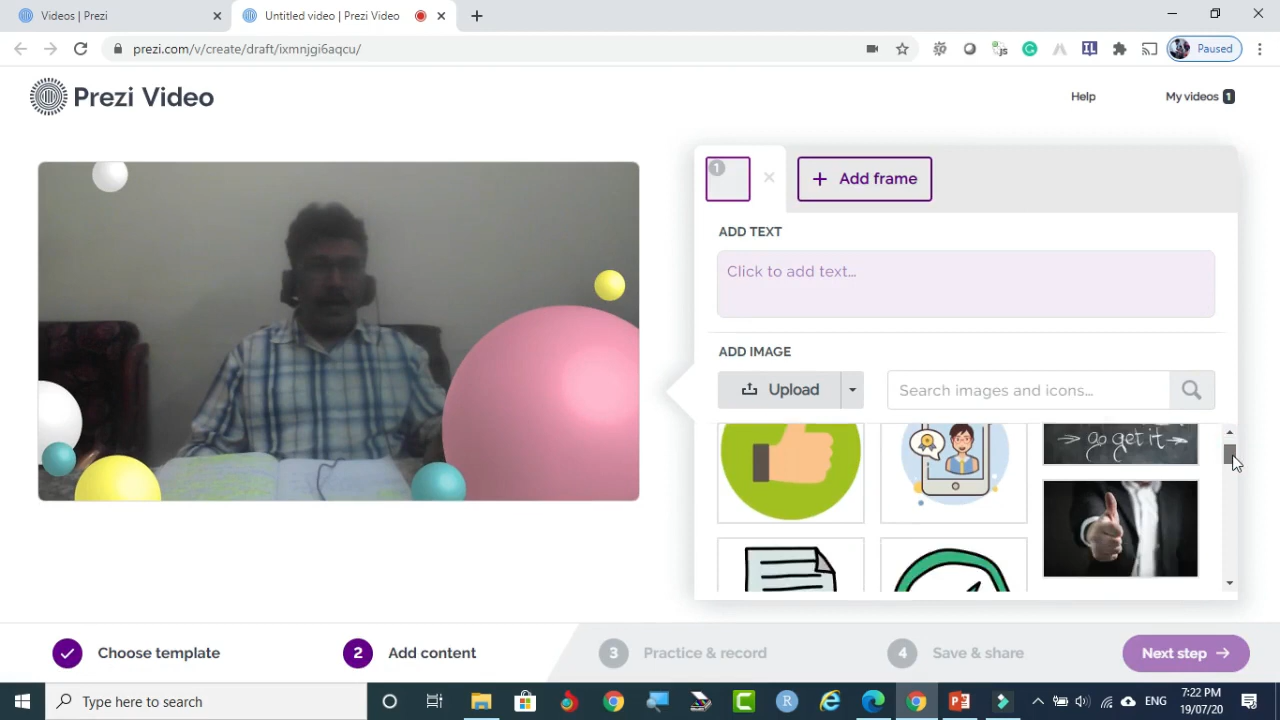 Videos | Prezi
Untitled video | Prezi Video
prezi.com/v/create/draft/ixmnjgi6aqcu/
IL
Paused
Prezi Video
Help
My videos 1
1
+ Add frame
ADD TEXT
Click to add text...
ADD IMAGE
Upload
Search images and icons...
go get it
Choose template
2 Add content
3 Practice & record
4 Save & share
Next step
Type here to search
ENG
7:22 PM
19/07/20